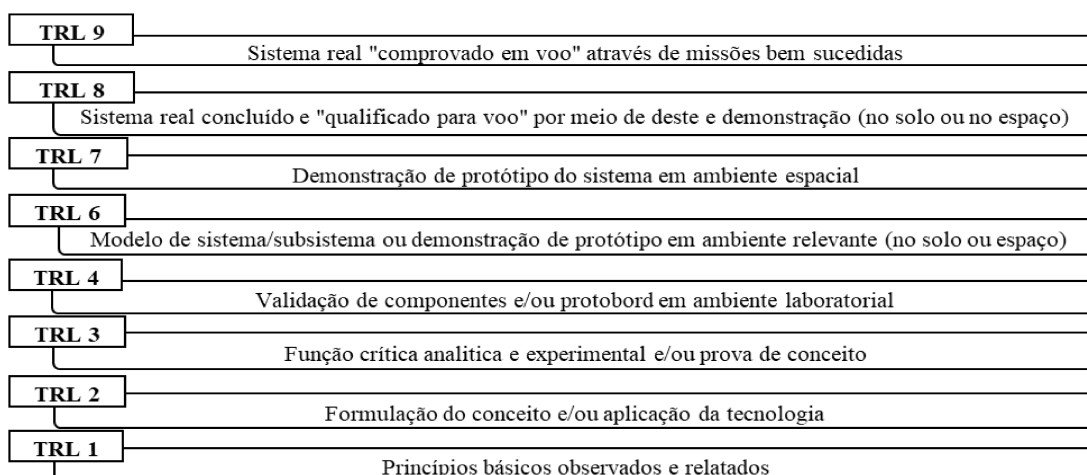 TRL 9
Sistema real "comprovado em voo" através de missões bem sucedidas
TRL 8
Sistema real concluído e "qualificado para voo" por meio de deste e demonstração (no solo ou no espaço)
TRL 7
Demonstração de protótipo do sistema em ambiente espacial
TRL 6
Modelo de sistema/subsistema ou demonstração de protótipo em ambiente relevante (no solo ou espaço)
TRL 4
Validação de componentes e/ou protobord em ambiente laboratorial
TRL 3
Função crítica analitica e experimental e/ou prova de conceito
TRL 2
Formulação do conceito e/ou aplicação da tecnologia
TRL 1
Princípios básicos observados e relatados